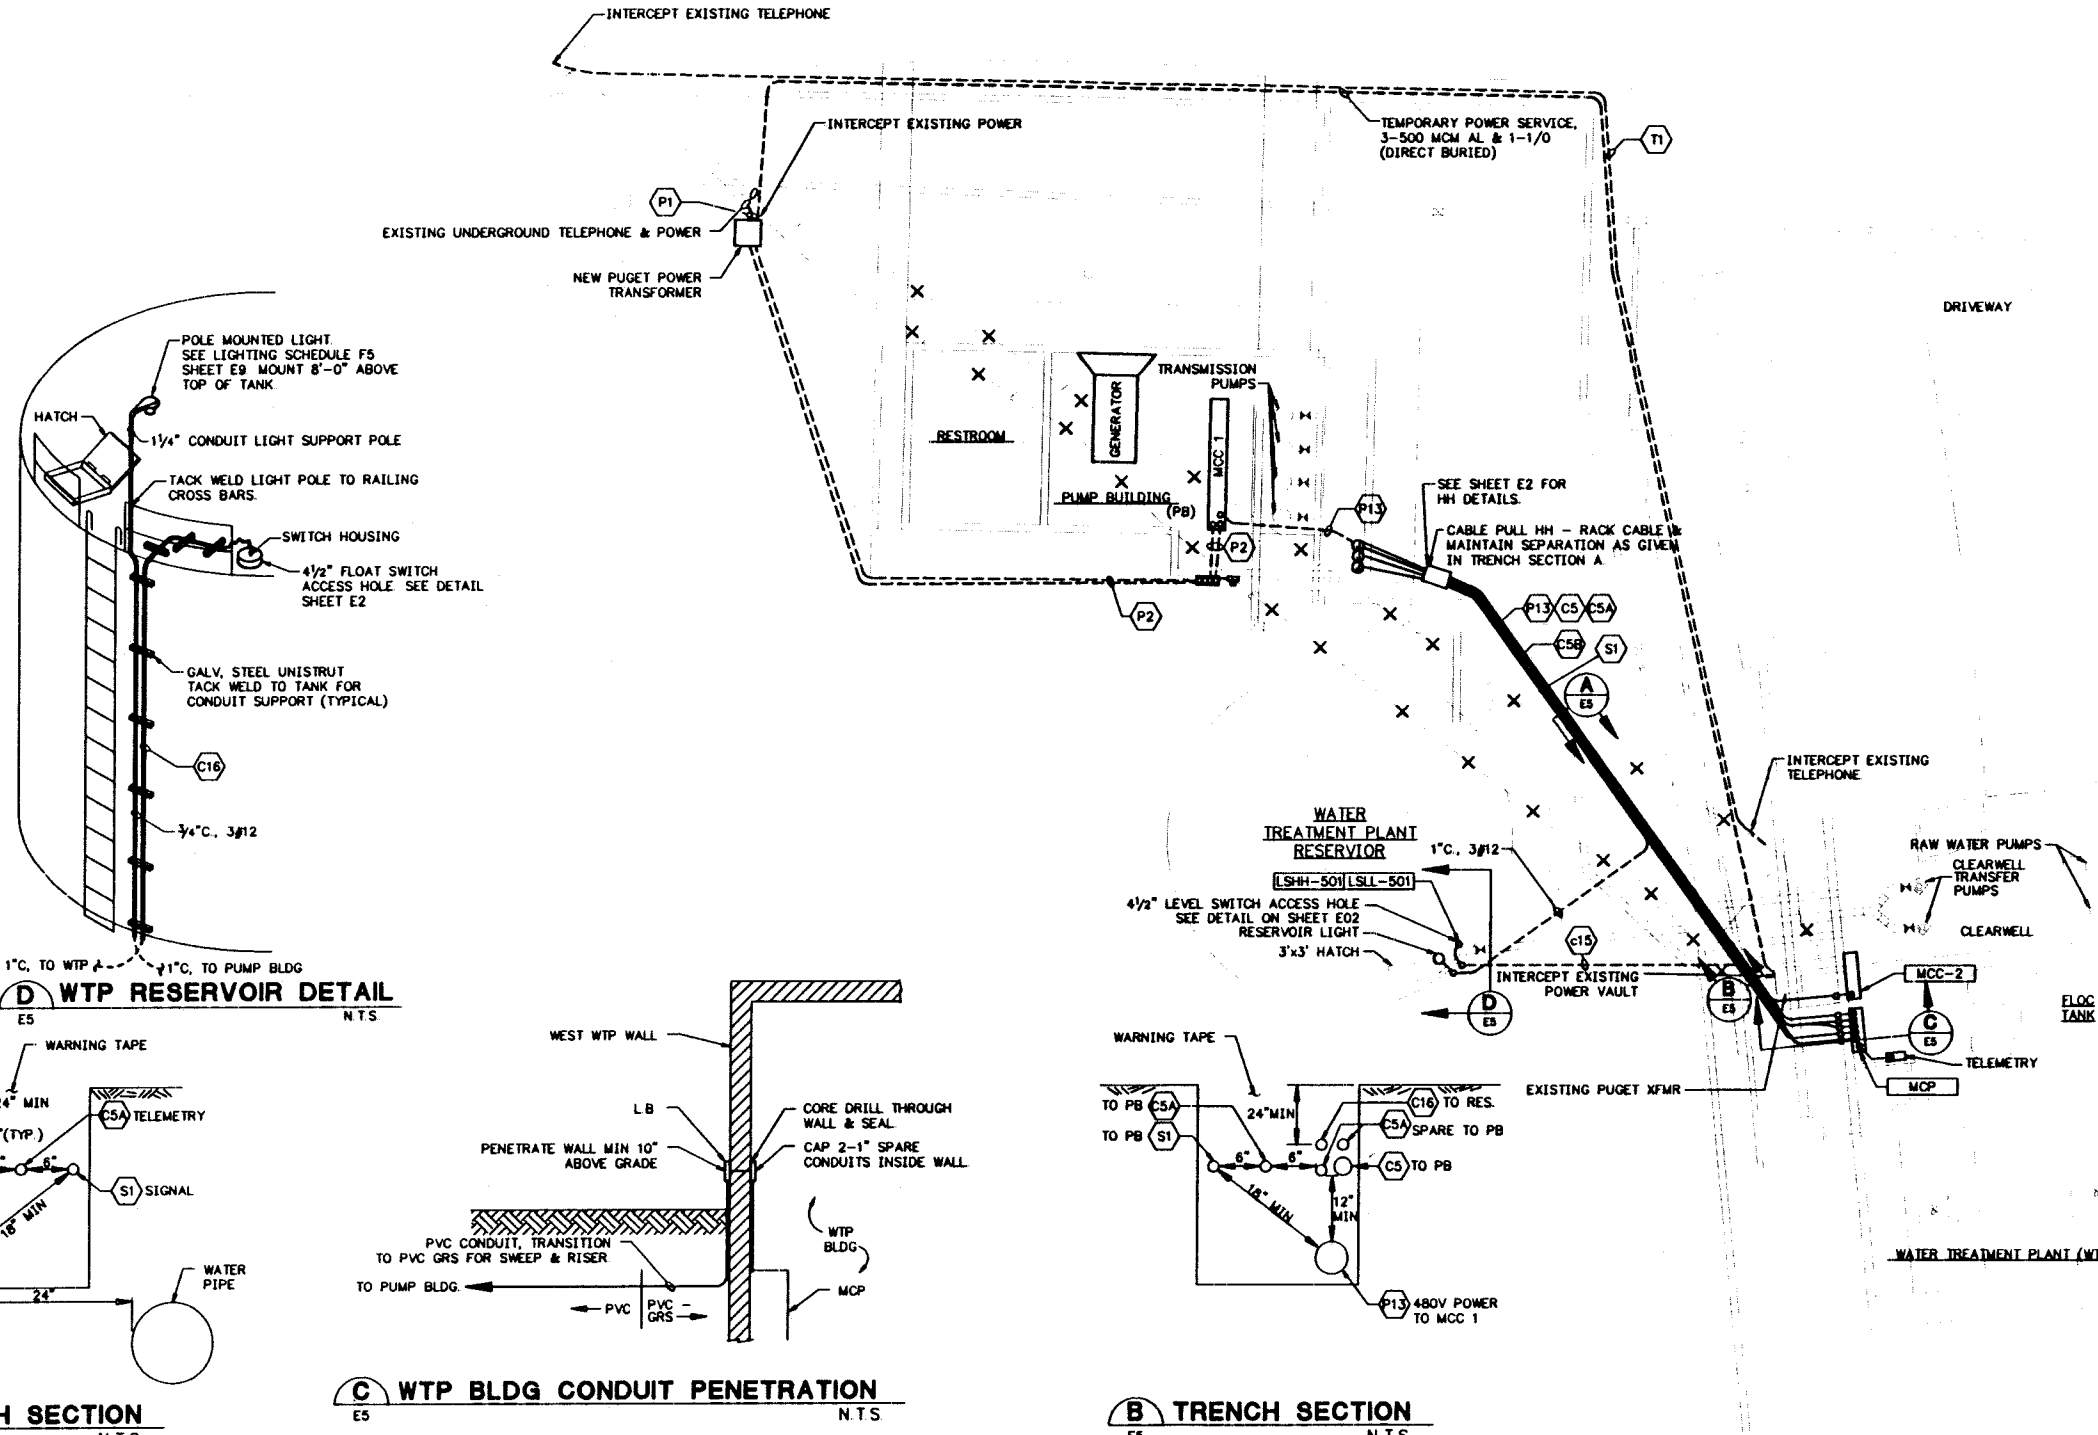 INTERCEPT EXISTING TELEPHONE
INTERCEPT EXISTING POWER
TEMPORARY POWER SERVICE,
3-500 MCM AL & 1-1/0
(DIRECT BURIED)
T1
P1
EXISTING UNDERGROUND TELEPHONE & POWER
NEW PUGET POWER
TRANSFORMER
DRIVEWAY
POLE MOUNTED LIGHT.
SEE LIGHTING SCHEDULE F5
SHEET E9 MOUNT 8'-0" ABOVE
TOP OF TANK
HATCH
1 1/4" CONDUIT LIGHT SUPPORT POLE
TACK WELD LIGHT POLE TO RAILING
CROSS BARS.
SWITCH HOUSING
4 1/2" FLOAT SWITCH
ACCESS HOLE SEE DETAIL
SHEET E2
GALV, STEEL UNISTRUT
TACK WELD TO TANK FOR
CONDUIT SUPPORT (TYPICAL)
C16
3/4"C., 3#12
1"C, TO WTP
1"C, TO PUMP BLDG
D WTP RESERVOIR DETAIL
E5
N.T.S.
RESTROOM
GENERATOR
TRANSMISSION
PUMPS
MCC 1
PUMP BUILDING
(PB)
P2
P2
P13
SEE SHEET E2 FOR
HH DETAILS.
CABLE PULL HH - RACK CABLE &
MAINTAIN SEPARATION AS GIVEN
IN TRENCH SECTION A
P13 C5 C5A
C5B
S1
A
E5
INTERCEPT EXISTING
TELEPHONE
WATER
TREATMENT PLANT
RESERVIOR
1"C., 3#12
LSHH-501 LSLL-501
4 1/2" LEVEL SWITCH ACCESS HOLE
SEE DETAIL ON SHEET E02
RESERVOIR LIGHT
3'x3' HATCH
c15
INTERCEPT EXISTING
POWER VAULT
D
E5
B
E5
RAW WATER PUMPS
CLEARWELL
TRANSFER
PUMPS
CLEARWELL
MCC-2
C
E5
FLOC
TANK
TELEMETRY
MCP
EXISTING PUGET XFMR
WATER TREATMENT PLANT (WT
WARNING TAPE
24" MIN
(TYP.)
C5A TELEMETRY
6"
S1 SIGNAL
18" MIN
24"
WATER
PIPE
H SECTION
N.T.S.
WEST WTP WALL
L.B
PENETRATE WALL MIN 10"
ABOVE GRADE
CORE DRILL THROUGH
WALL & SEAL
CAP 2-1" SPARE
CONDUITS INSIDE WALL
PVC CONDUIT, TRANSITION
TO PVC GRS FOR SWEEP & RISER
WTP
BLDG
TO PUMP BLDG.
PVC
PVC -
GRS
MCP
C WTP BLDG CONDUIT PENETRATION
E5
N.T.S.
WARNING TAPE
TO PB C5A
TO PB S1
24"MIN
C16 TO RES.
C5A SPARE TO PB
C5 TO PB
6"
6"
18" MIN
12"
MIN
P13 480V POWER
TO MCC 1
B TRENCH SECTION
E5
N.T.S.